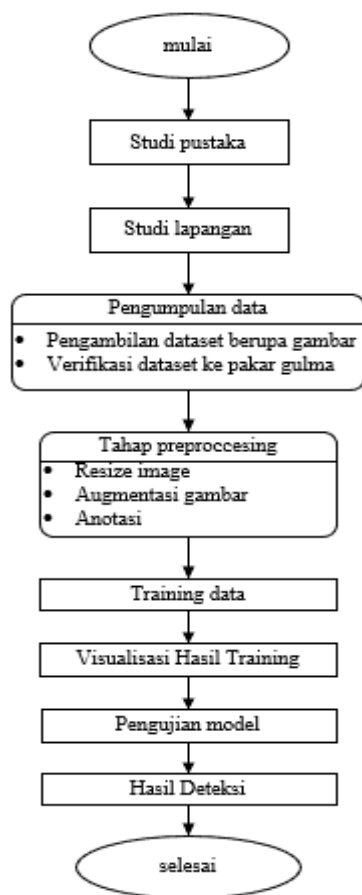 mulai
Studi pustaka
Studi lapangan
Pengumpulan data
• Pengambilan dataset berupa gambar
• Verifikasi dataset ke pakar gulma
Tahap preproccesing
• Resize image
• Augmentasi gambar
• Anotasi
Training data
Visualisasi Hasil Training
Pengujian model
Hasil Deteksi
selesai